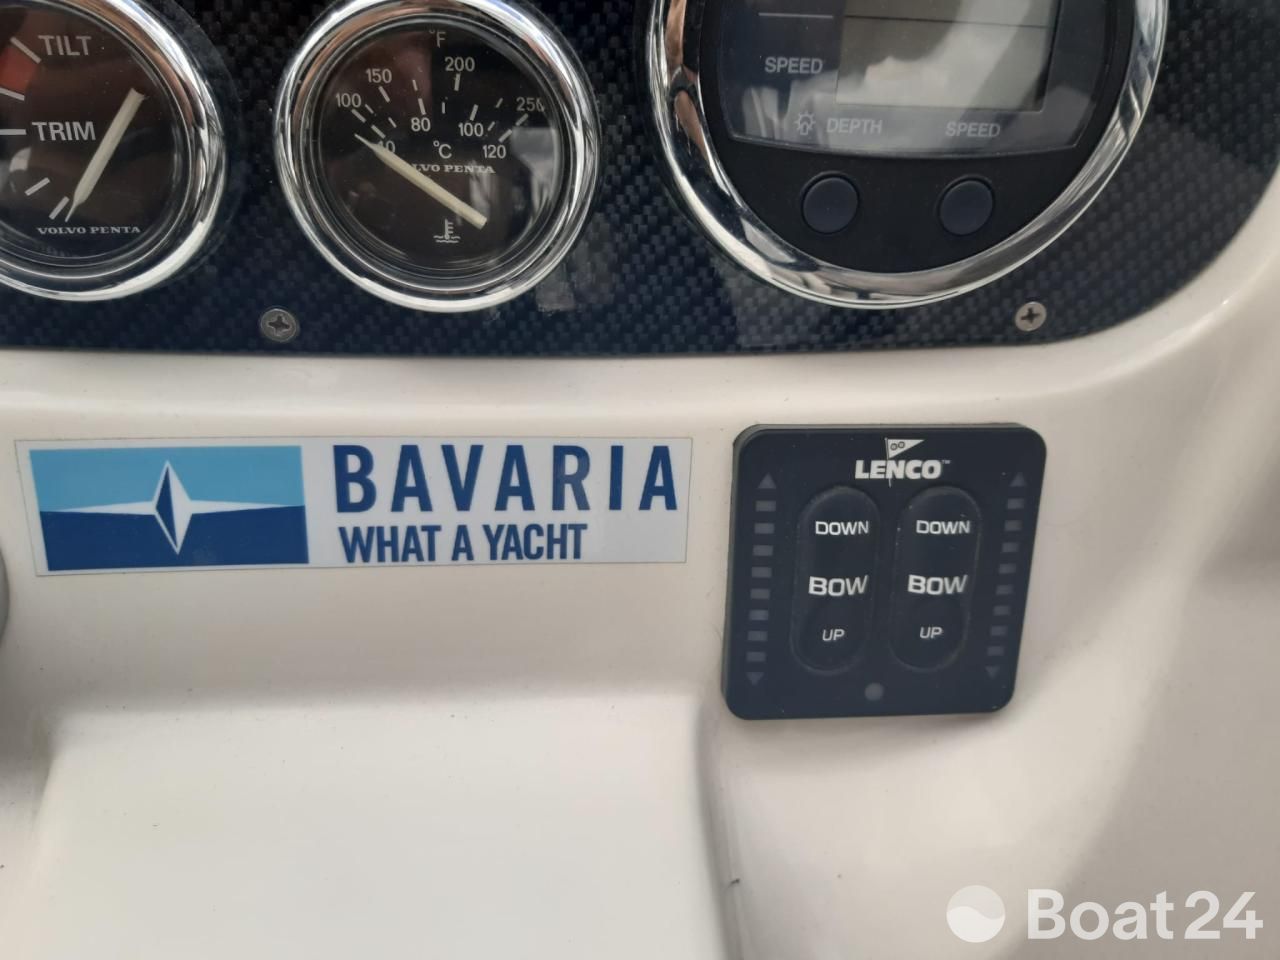 TILT
TRIM
VOLVO PENTA
°F
100 150 200 250
80 100 120
°C
VOLVO PENTA
SPEED
DEPTH SPEED
BAVARIA
WHAT A YACHT
LENCO™
DOWN DOWN
BOW BOW
UP UP
Boat24